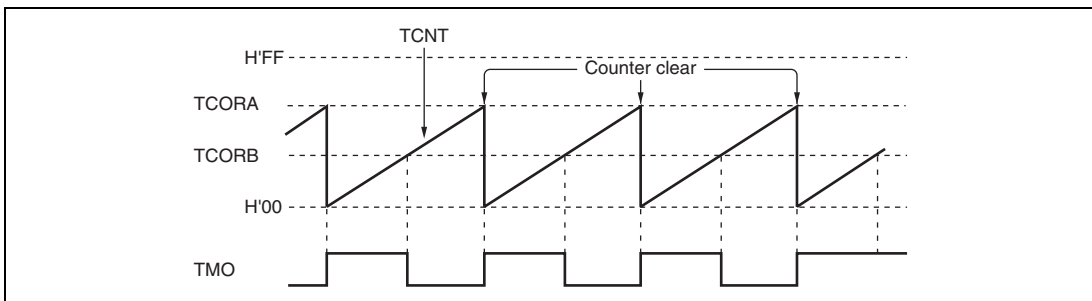 TCNT
H'FF
Counter clear
TCORA
TCORB
H'00
TMO